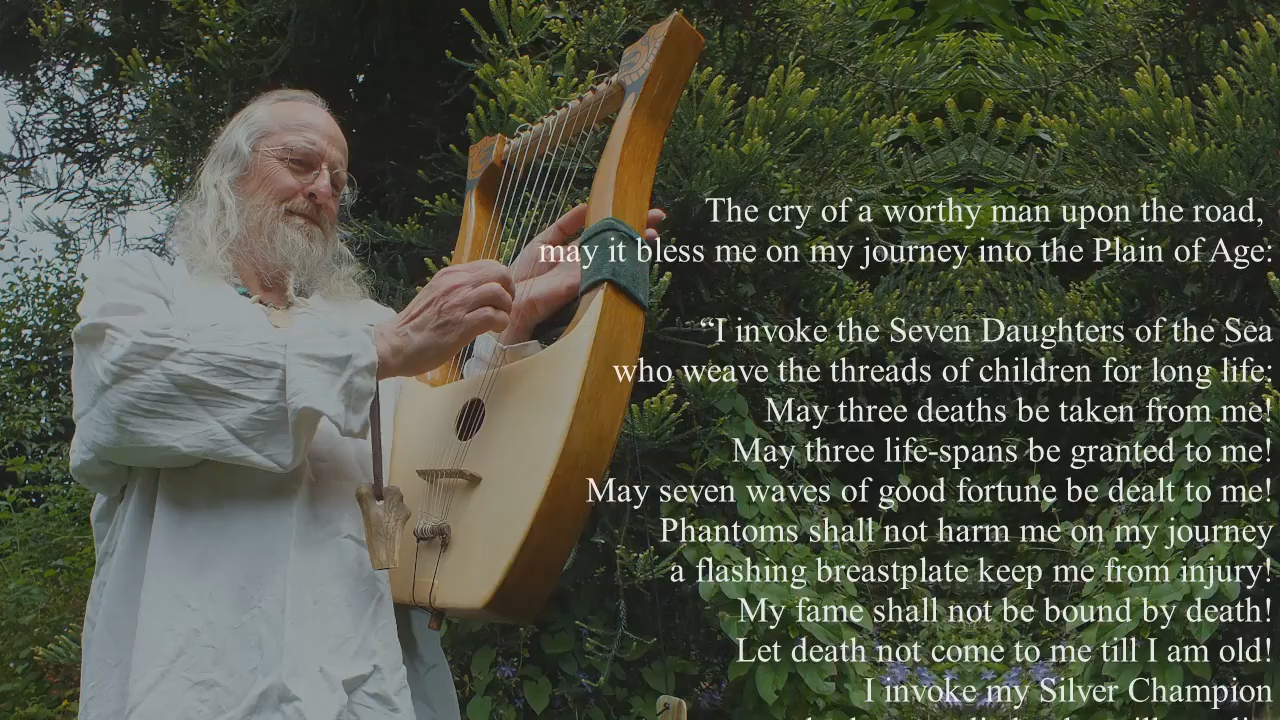 The cry of a worthy man upon the road,
may it bless me on my journey into the Plain of Age:
“I invoke the Seven Daughters of the Sea
who weave the threads of children for long life:
May three deaths be taken from me!
May three life-spans be granted to me!
May seven waves of good fortune be dealt to me!
Phantoms shall not harm me on my journey
a flashing breastplate keep me from injury!
My fame shall not be bound by death!
Let death not come to me till I am old!
I invoke my Silver Champion